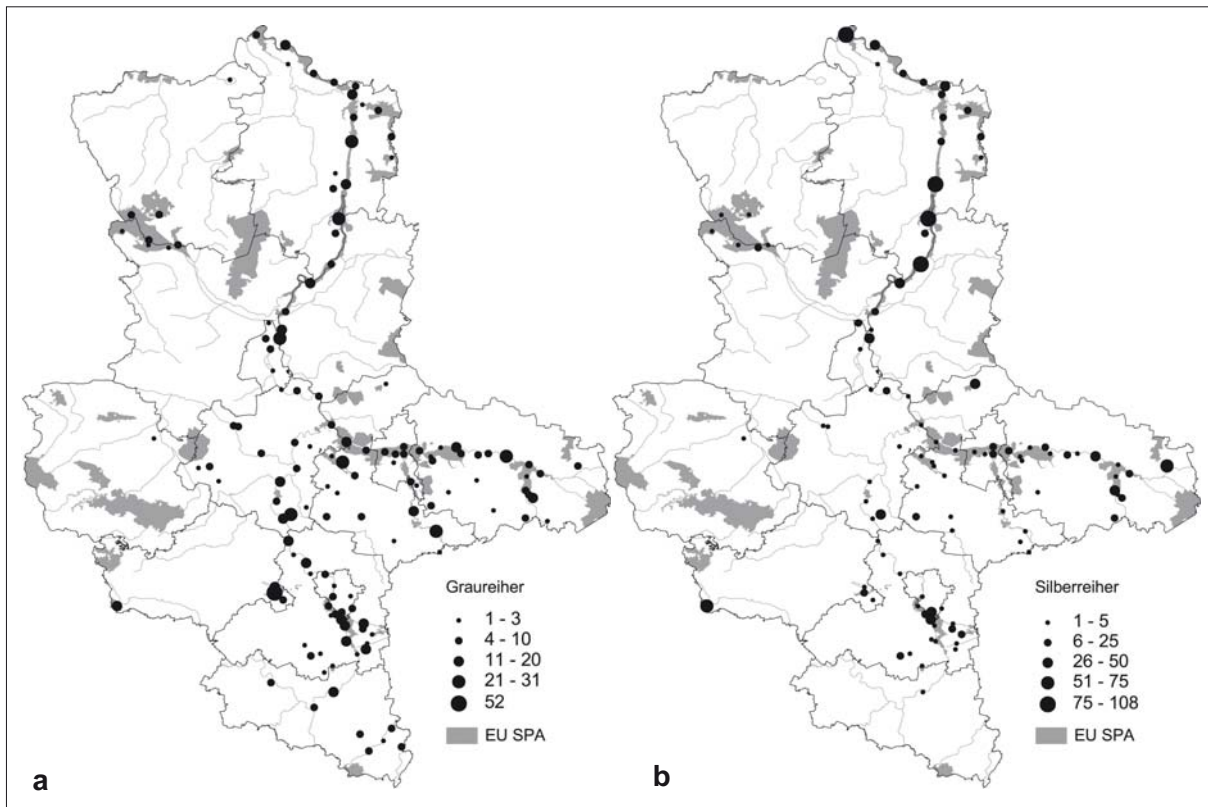 Graureiher
1 - 3
4 - 10
11 - 20
21 - 31
52
EU SPA
a
Silberreiher
1 - 5
6 - 25
26 - 50
51 - 75
75 - 108
EU SPA
b